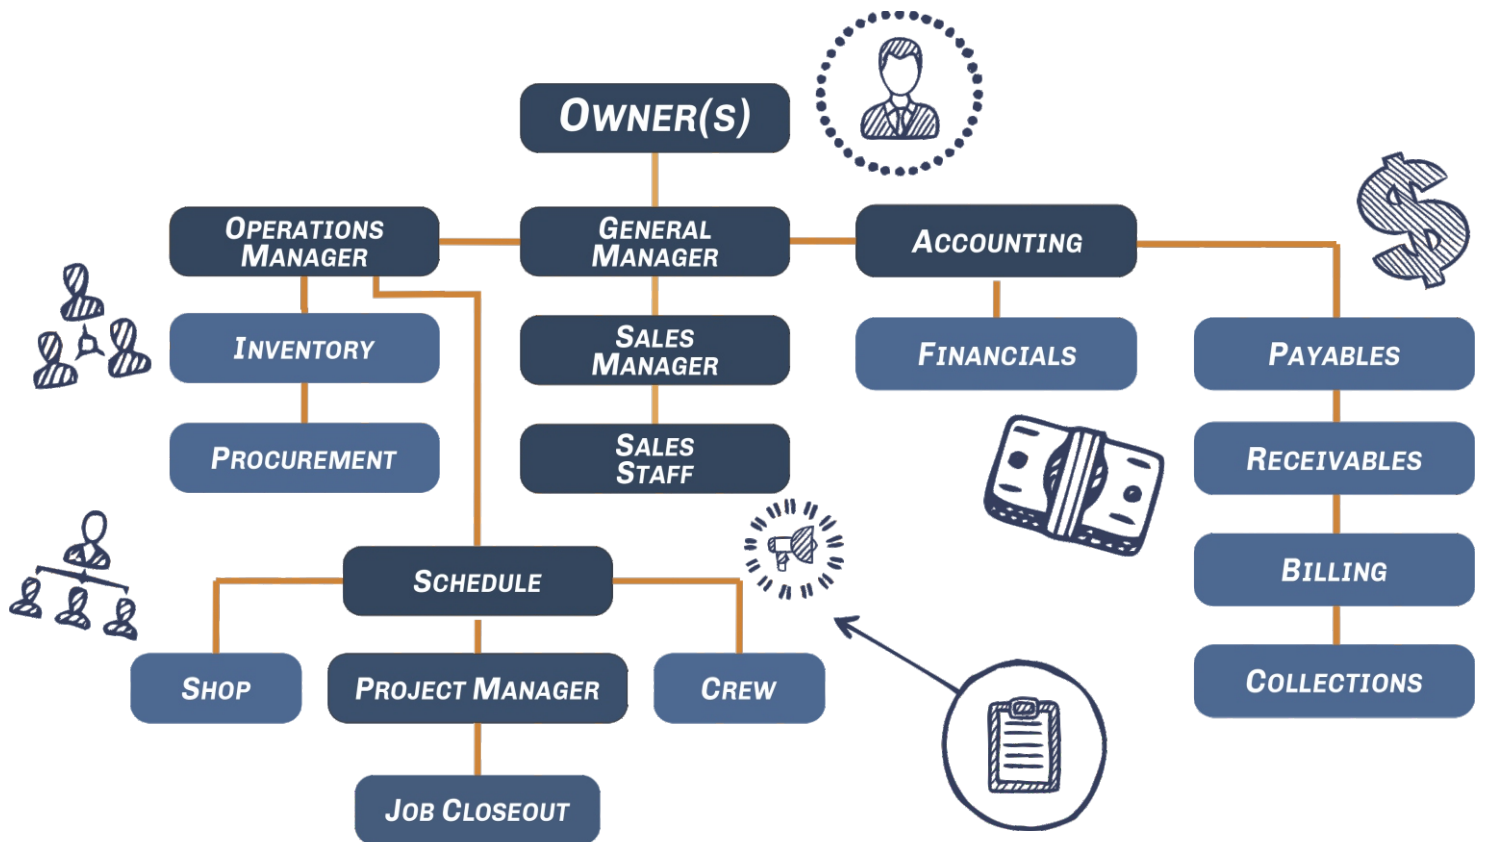 OWNER(S)
OPERATIONS
MANAGER
GENERAL
MANAGER
ACCOUNTING
INVENTORY
SALES
MANAGER
FINANCIALS
PAYABLES
PROCUREMENT
SALES
STAFF
RECEIVABLES
SCHEDULE
BILLING
SHOP
PROJECT MANAGER
CREW
COLLECTIONS
JOB CLOSEOUT